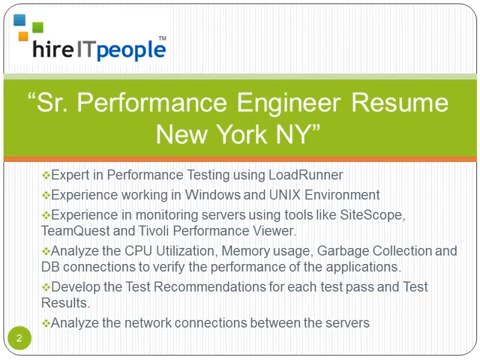 hireITpeople™
“Sr. Performance Engineer Resume
New York NY”
Expert in Performance Testing using LoadRunner
Experience working in Windows and UNIX Environment
Experience in monitoring servers using tools like SiteScope,
TeamQuest and Tivoli Performance Viewer.
Analyze the CPU Utilization, Memory usage, Garbage Collection and
DB connections to verify the performance of the applications.
Develop the Test Recommendations for each test pass and Test
Results.
Analyze the network connections between the servers
2